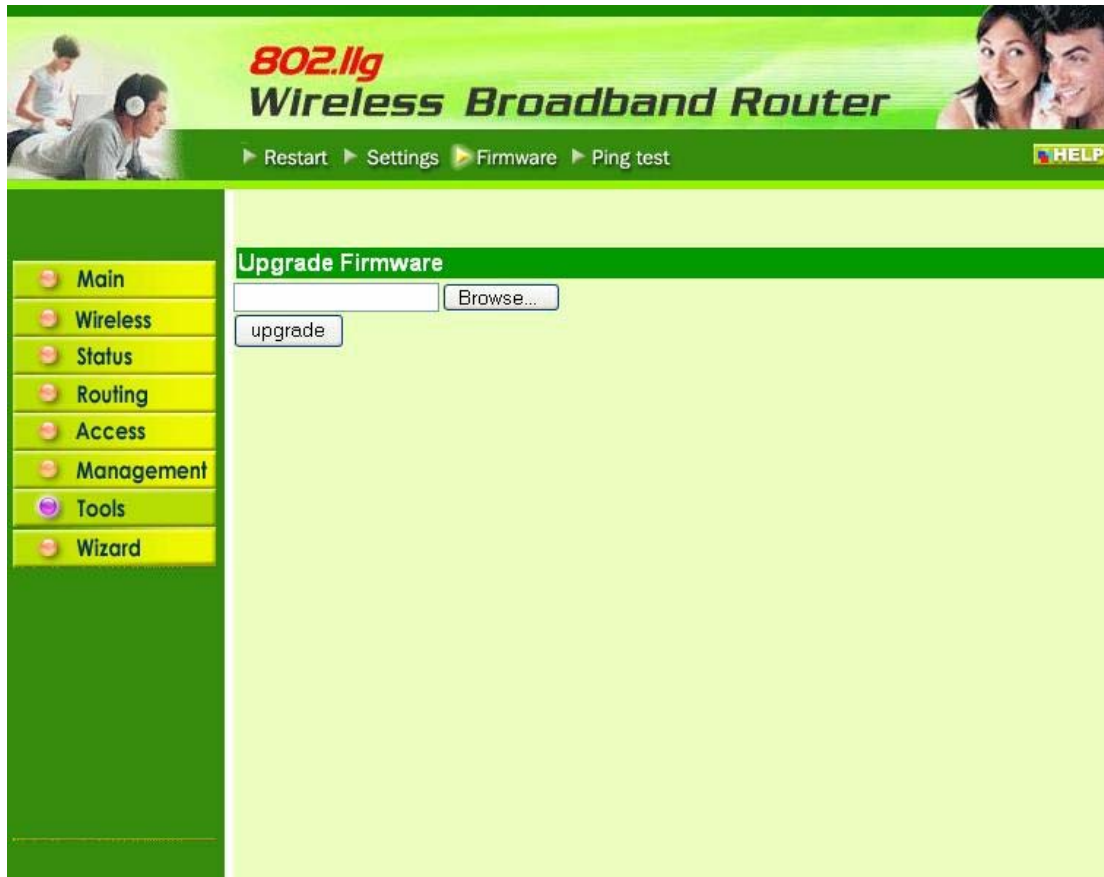 802.11g
Wireless Broadband Router
Restart Settings Firmware Ping test
HELP
Main
Wireless
Status
Routing
Access
Management
Tools
Wizard
Upgrade Firmware
Browse...
upgrade